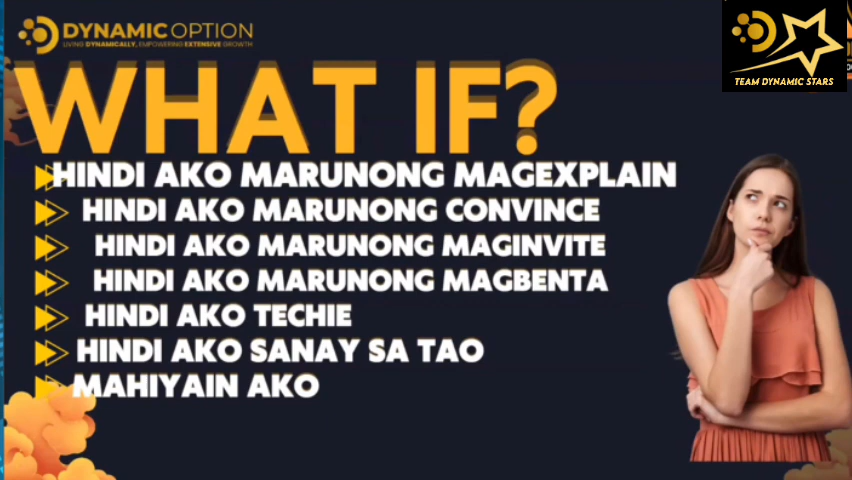 DYNAMIC OPTION
LIVING DYNAMICALLY, EMPOWERING EXTENSIVE GROWTH
TEAM DYNAMIC STARS
WHAT IF?
HINDI AKO MARUNONG MAGEXPLAIN
HINDI AKO MARUNONG CONVINCE
HINDI AKO MARUNONG MAGINVITE
HINDI AKO MARUNONG MAGBENTA
HINDI AKO TECHIE
HINDI AKO SANAY SA TAO
MAHIYAIN AKO